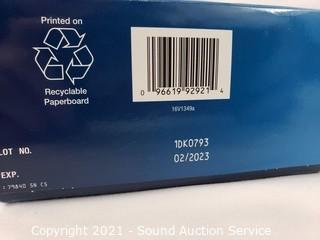 Printed on
Recyclable
Paperboard
0 96619 92921 4
16V1349a
LOT NO.
1DK0793
02/2023
EXP.
Copyright 2021 - Sound Auction Service